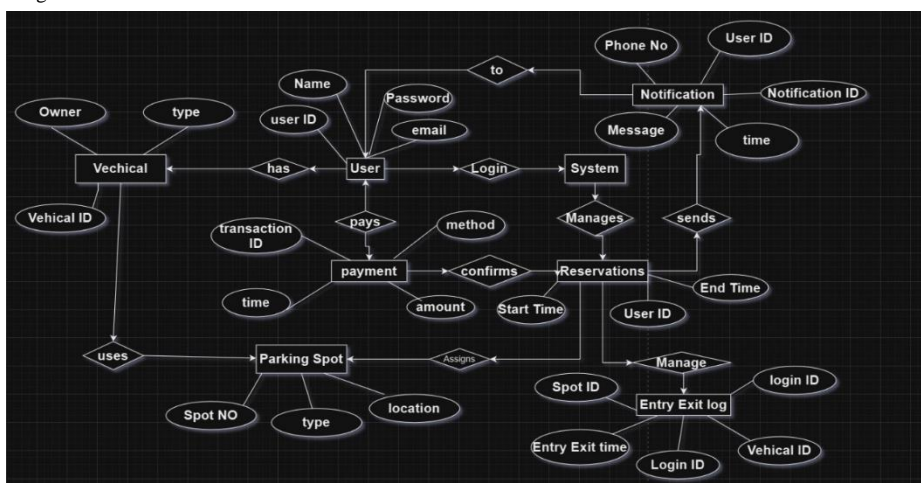 Phone No
User ID
to
Name
Notification
Notification ID
Password
Owner
type
user ID
email
Message
time
Vechical
has
User
Login
System
Vehical ID
transaction
ID
pays
method
Manages
sends
payment
confirms
Reservations
time
amount
Start Time
End Time
User ID
uses
Parking Spot
Assigns
Manage
Spot ID
login ID
Spot NO
type
location
Entry Exit log
Entry Exit time
Login ID
Vehical ID